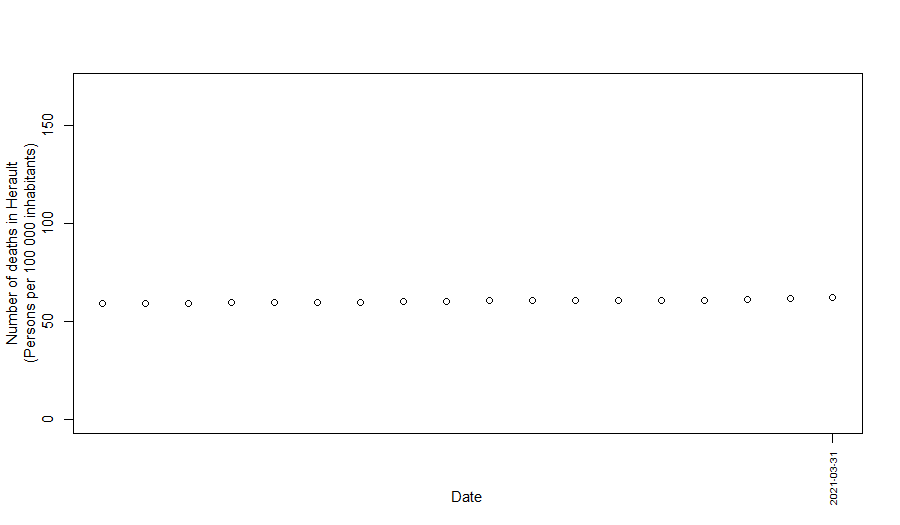 Number of deaths in Herault
(Persons per 100 000 inhabitants)
150
100
50
0
2021-03-31
Date